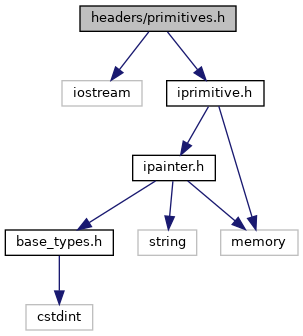 headers/primitives.h
iostream
iprimitive.h
ipainter.h
base_types.h
string
memory
cstdint